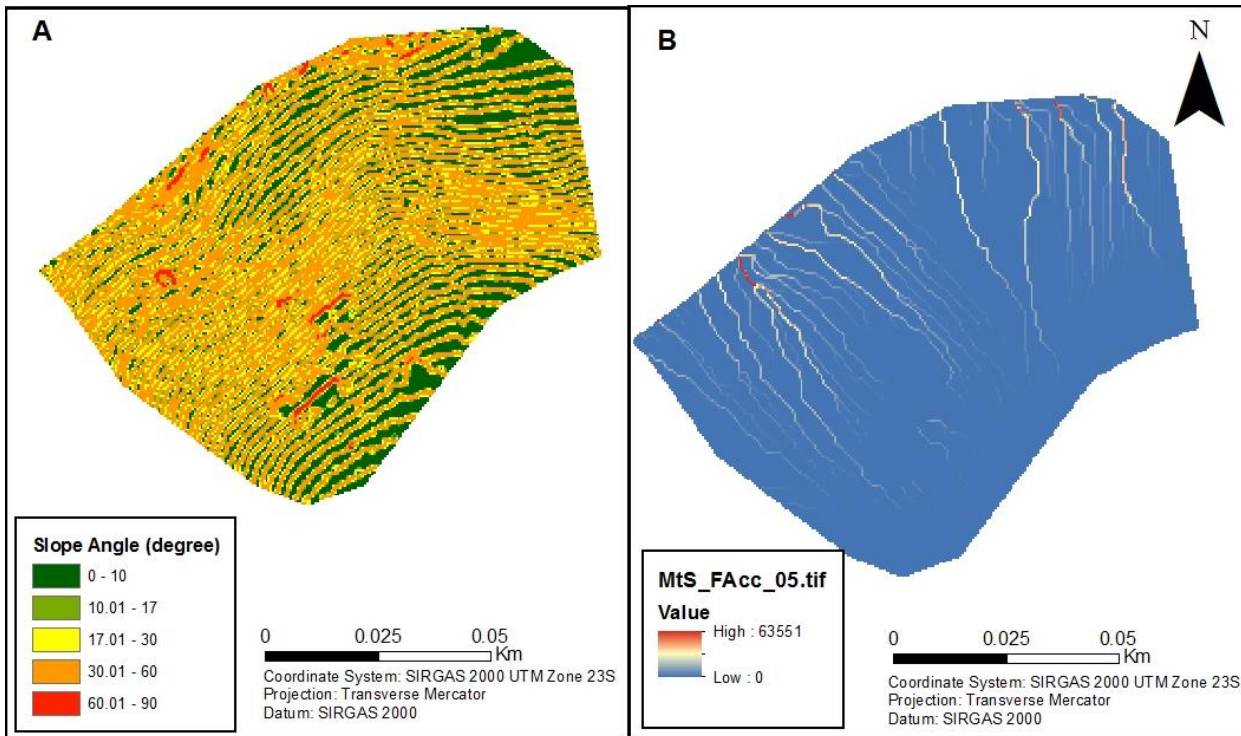 A
Slope Angle (degree)
0 - 10
10.01 - 17
17.01 - 30
30.01 - 60
60.01 - 90
0 0.025 0.05
Km
Coordinate System: SIRGAS 2000 UTM Zone 23S
Projection: Transverse Mercator
Datum: SIRGAS 2000
B
N
MtS_FAcc_05.tif
Value
High : 63551
Low : 0
0 0.025 0.05
Km
Coordinate System: SIRGAS 2000 UTM Zone 23S
Projection: Transverse Mercator
Datum: SIRGAS 2000